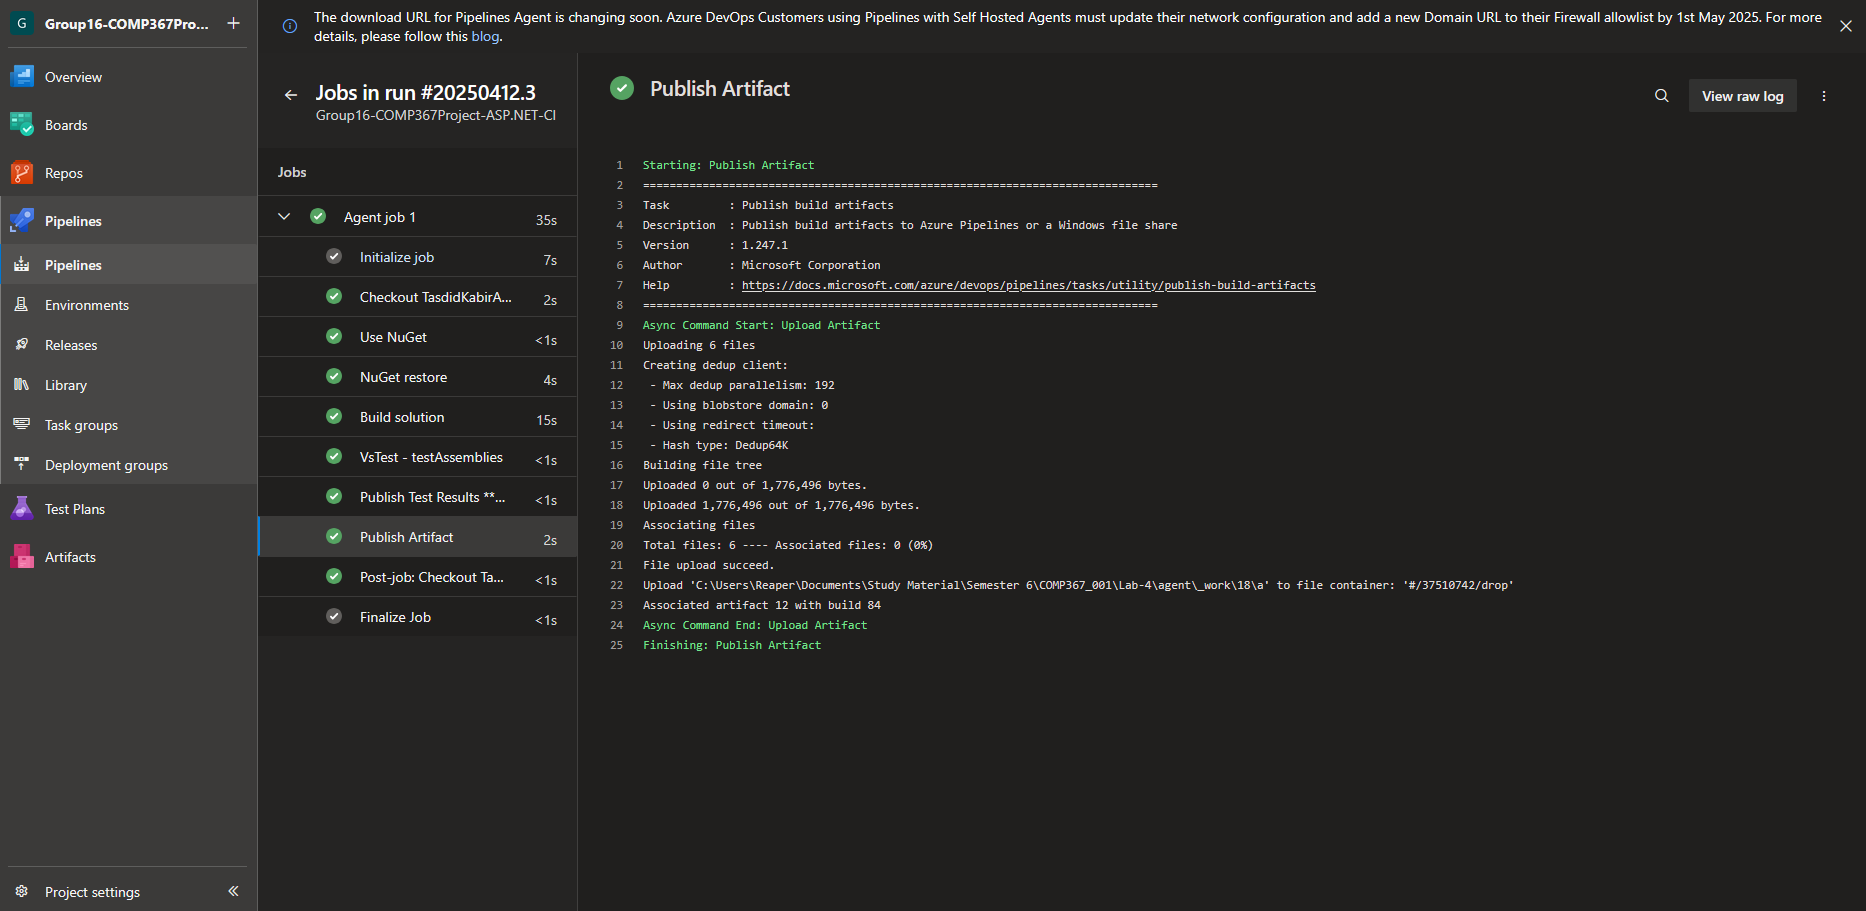 G
Group16-COMP367Pro...
Overview
Boards
Repos
Pipelines
Pipelines
Environments
Releases
Library
Task groups
Deployment groups
Test Plans
Artifacts
Project settings
The download URL for Pipelines Agent is changing soon. Azure DevOps Customers using Pipelines with Self Hosted Agents must update their network configuration and add a new Domain URL to their Firewall allowlist by 1st May 2025. For more
details, please follow this blog.
Jobs in run #20250412.3
Group16-COMP367Project-ASP.NET-CI
Jobs
Agent job 1 35s
Initialize job 7s
Checkout TasdidKabirA... 2s
Use NuGet <1s
NuGet restore 4s
Build solution 15s
VsTest - testAssemblies <1s
Publish Test Results **... <1s
Publish Artifact 2s
Post-job: Checkout Ta... <1s
Finalize Job <1s
Publish Artifact
View raw log
1 Starting: Publish Artifact
2 ==============================================================================
3 Task         : Publish build artifacts
4 Description  : Publish build artifacts to Azure Pipelines or a Windows file share
5 Version      : 1.247.1
6 Author       : Microsoft Corporation
7 Help         : https://docs.microsoft.com/azure/devops/pipelines/tasks/utility/publish-build-artifacts
8 ==============================================================================
9 Async Command Start: Upload Artifact
10 Uploading 6 files
11 Creating dedup client:
12  - Max dedup parallelism: 192
13  - Using blobstore domain: 0
14  - Using redirect timeout:
15  - Hash type: Dedup64K
16 Building file tree
17 Uploaded 0 out of 1,776,496 bytes.
18 Uploaded 1,776,496 out of 1,776,496 bytes.
19 Associating files
20 Total files: 6 ---- Associated files: 0 (0%)
21 File upload succeed.
22 Upload 'C:\Users\Reaper\Documents\Study Material\Semester 6\COMP367_001\Lab-4\agent\_work\18\a' to file container: '#/37510742/drop'
23 Associated artifact 12 with build 84
24 Async Command End: Upload Artifact
25 Finishing: Publish Artifact